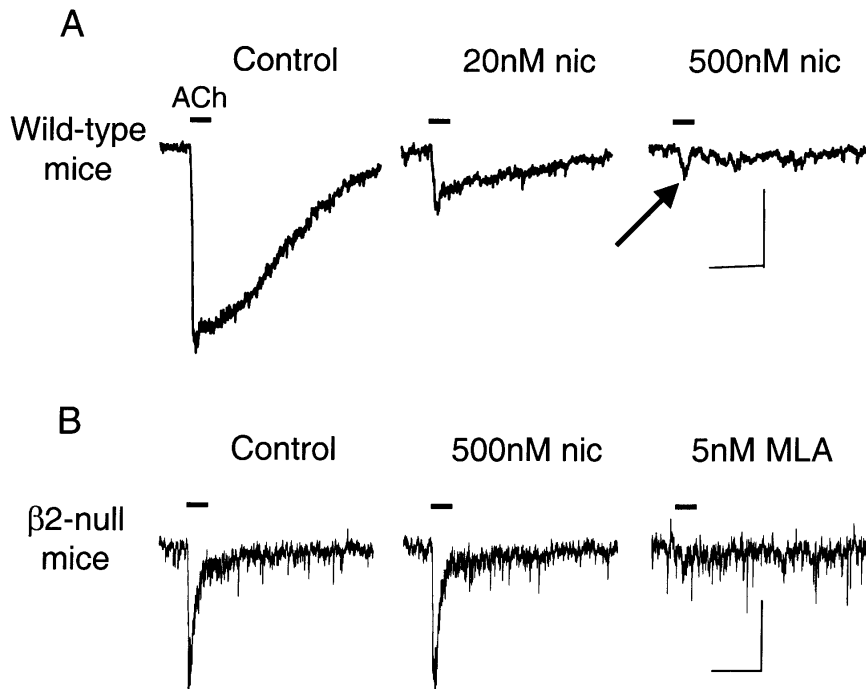 A
Control
20nM nic
500nM nic
ACh
Wild-type
mice
B
Control
500nM nic
5nM MLA
β2-null
mice